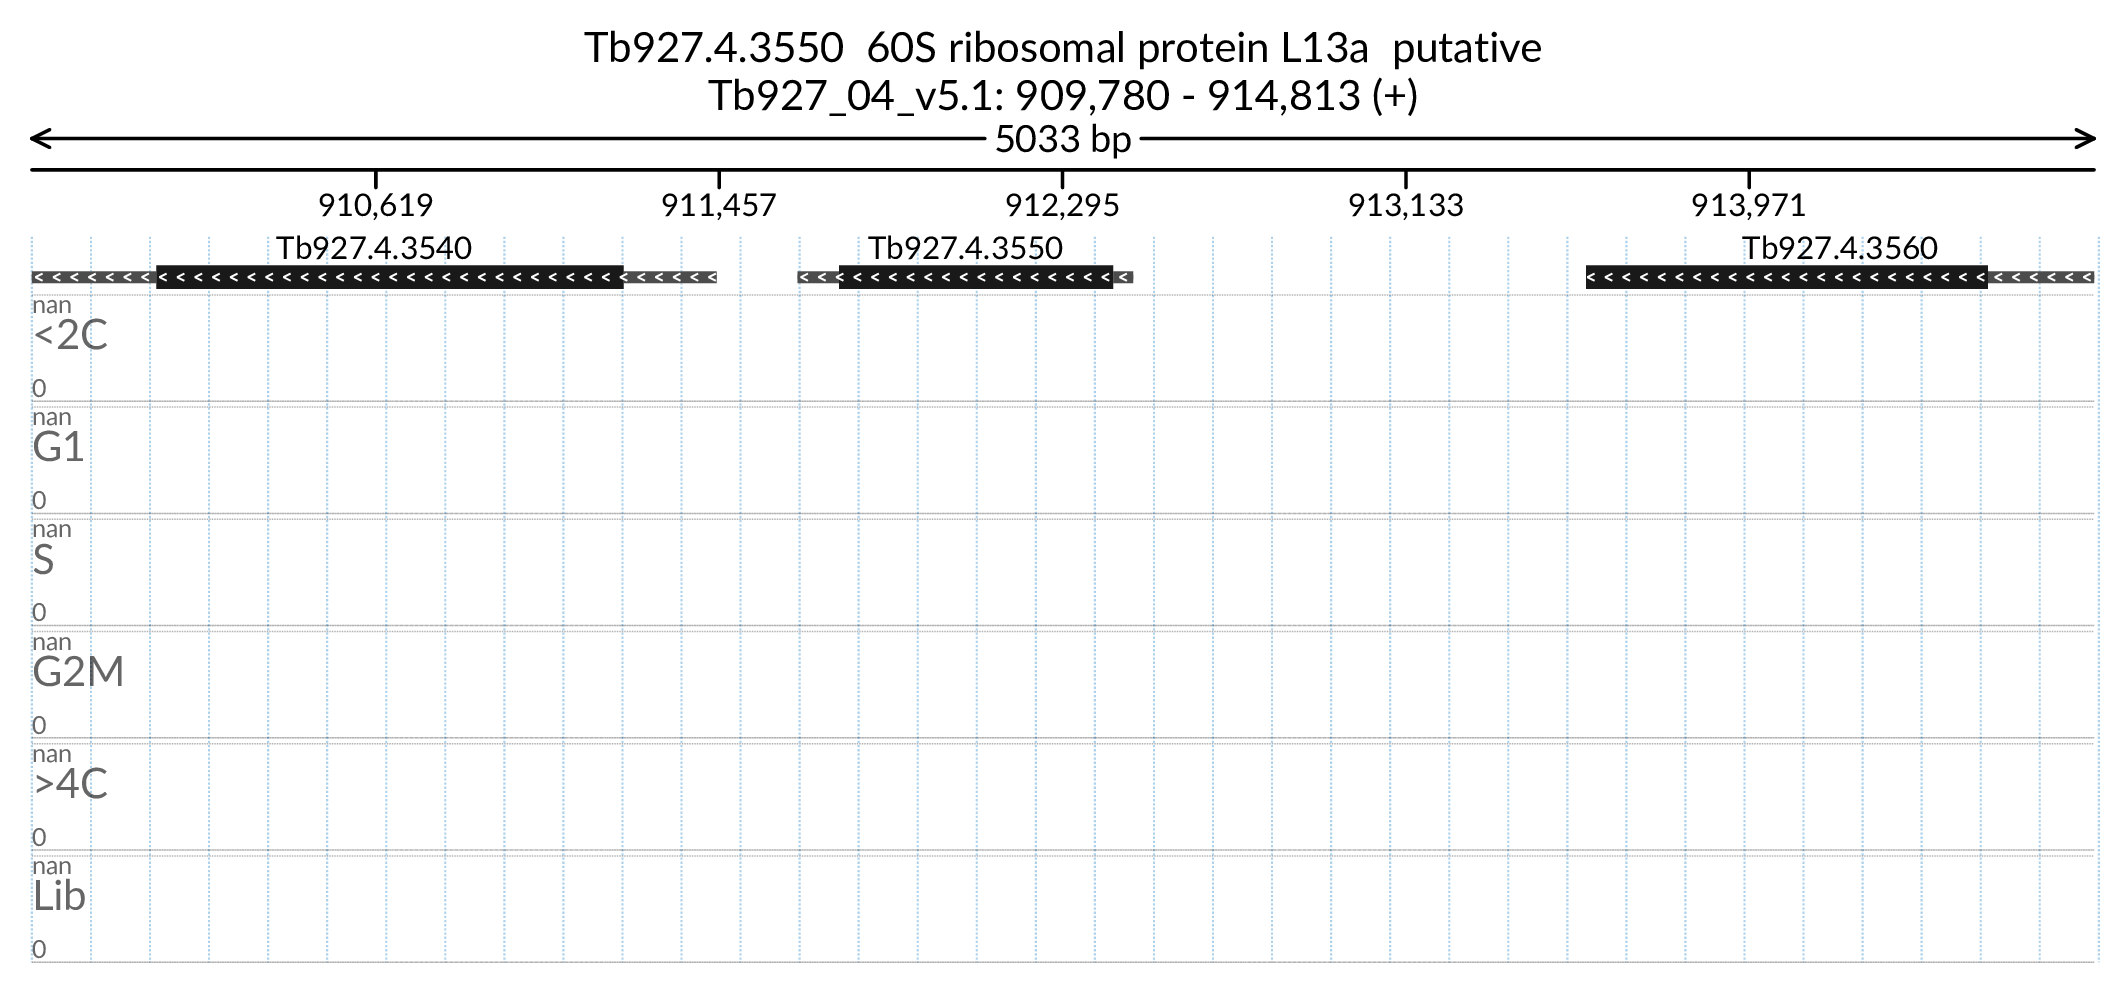 Tb927.4.3550  60S ribosomal protein L13a  putative
Tb927_04_v5.1: 909,780 - 914,813 (+)
5033 bp
910,619 911,457 912,295 913,133 913,971
Tb927.4.3540 Tb927.4.3550 Tb927.4.3560
nan
<2C
0
nan
G1
0
nan
S
0
nan
G2M
0
nan
>4C
0
nan
Lib
0